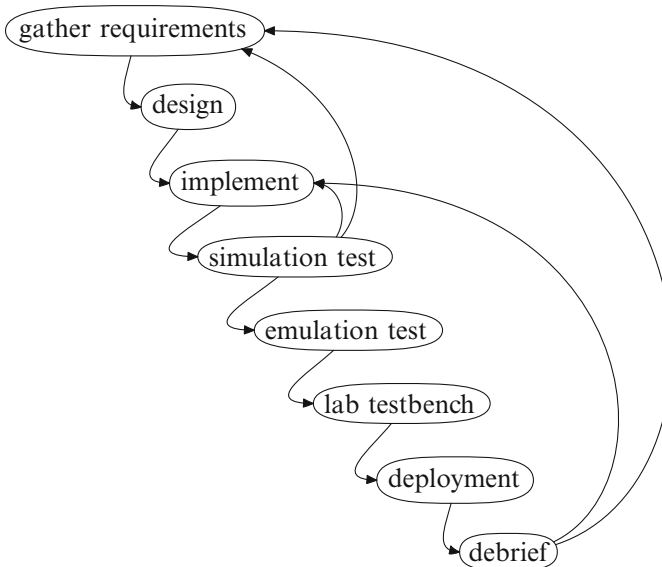 gather requirements
design
implement
simulation test
emulation test
lab testbench
deployment
debrief